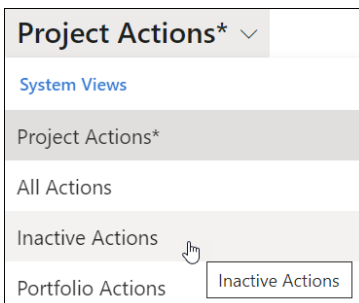 Project Actions*
System Views
Project Actions*
All Actions
Inactive Actions
Inactive Actions
Portfolio Actions